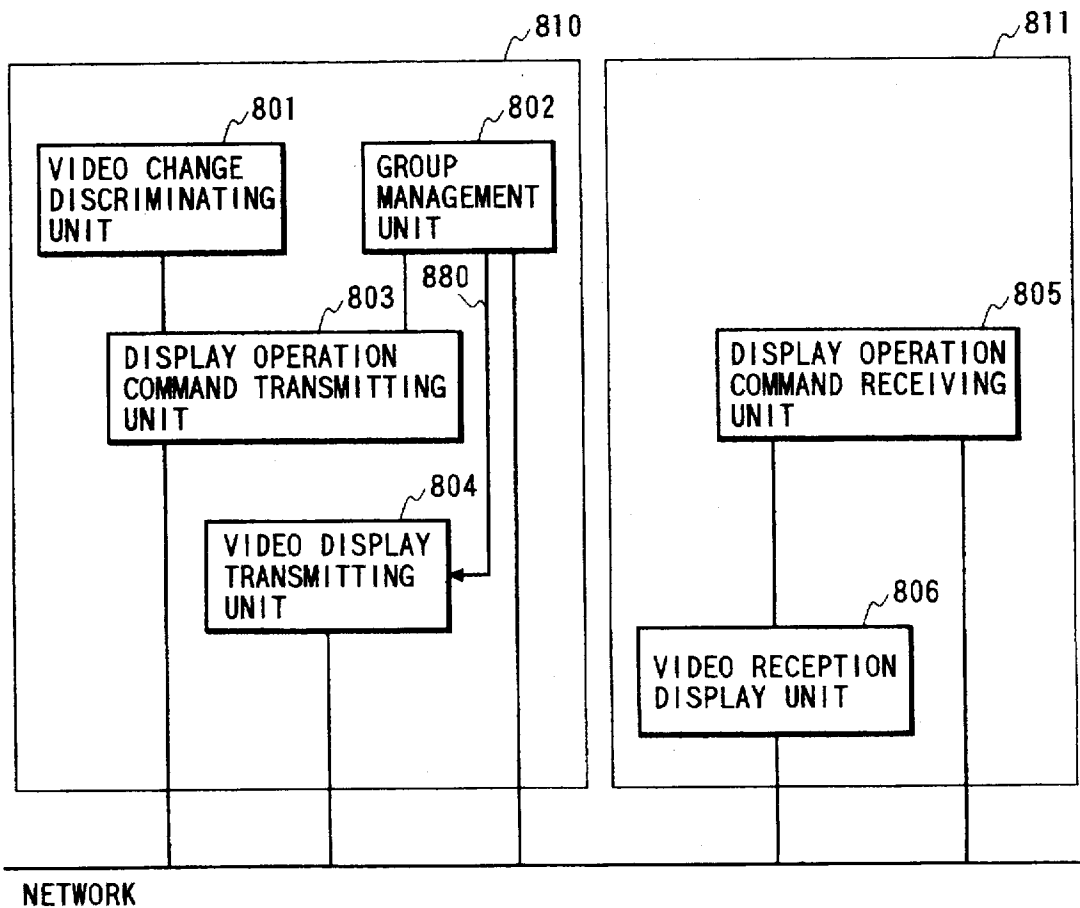 810
811
801
VIDEO CHANGE
DISCRIMINATING
UNIT
802
GROUP
MANAGEMENT
UNIT
880
803
DISPLAY OPERATION
COMMAND TRANSMITTING
UNIT
805
DISPLAY OPERATION
COMMAND RECEIVING
UNIT
804
VIDEO DISPLAY
TRANSMITTING
UNIT
806
VIDEO RECEPTION
DISPLAY UNIT
NETWORK